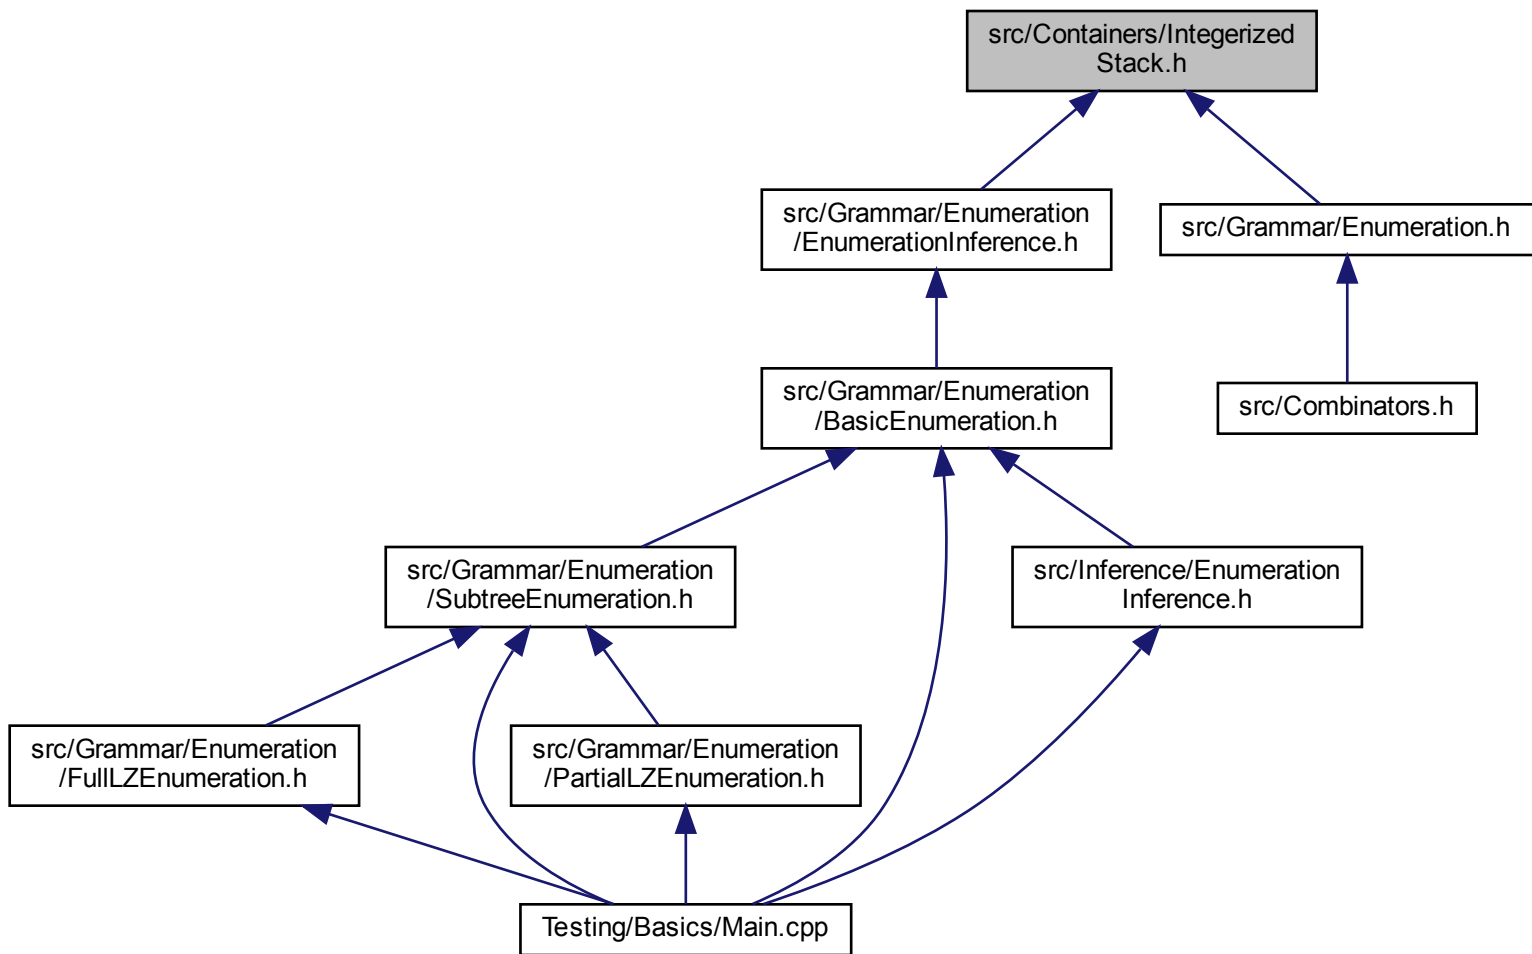 src/Containers/Integerized
Stack.h
src/Grammar/Enumeration
/EnumerationInference.h
src/Grammar/Enumeration.h
src/Grammar/Enumeration
/BasicEnumeration.h
src/Combinators.h
src/Grammar/Enumeration
/SubtreeEnumeration.h
src/Inference/Enumeration
Inference.h
src/Grammar/Enumeration
/FullLZEnumeration.h
src/Grammar/Enumeration
/PartialLZEnumeration.h
Testing/Basics/Main.cpp